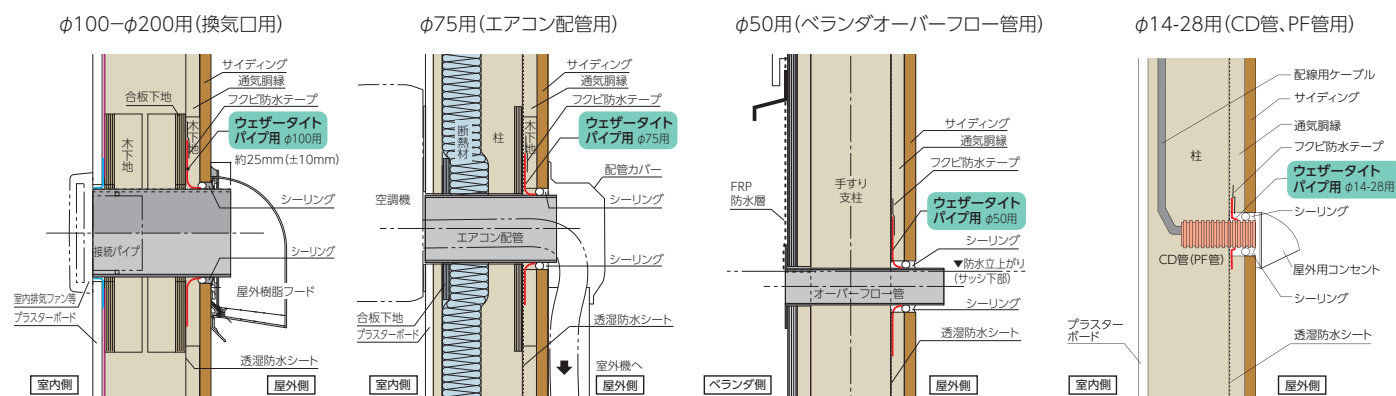 φ100−φ200用(換気口用)
サイディング
通気胴縁
合板下地
フクビ防水テープ
ウェザータイト
パイプ用 φ100用
木下地
木下地
約25mm(±10mm)
シーリング
接続パイプ
シーリング
室内排気ファン等
屋外樹脂フード
プラスターボード
透湿防水シート
室内側
屋外側
φ75用(エアコン配管用)
サイディング
通気胴縁
フクビ防水テープ
ウェザータイト
パイプ用 φ75用
断熱材
柱
木下地
配管カバー
空調機
シーリング
エアコン配管
シーリング
合板下地
プラスターボード
透湿防水シート
室外機へ
室内側
屋外側
φ50用(ベランダオーバーフロー管用)
サイディング
通気胴縁
フクビ防水テープ
FRP
防水層
手すり
支柱
ウェザータイト
パイプ用 φ50用
シーリング
▼防水立上がり
(サッシ下部)
オーバーフロー管
シーリング
透湿防水シート
ベランダ側
屋外側
φ14-28用(CD管、PF管用)
配線用ケーブル
サイディング
通気胴縁
フクビ防水テープ
柱
ウェザータイト
パイプ用 φ14-28用
シーリング
CD管(PF管)
屋外用コンセント
シーリング
プラスター
ボード
透湿防水シート
室内側
屋外側